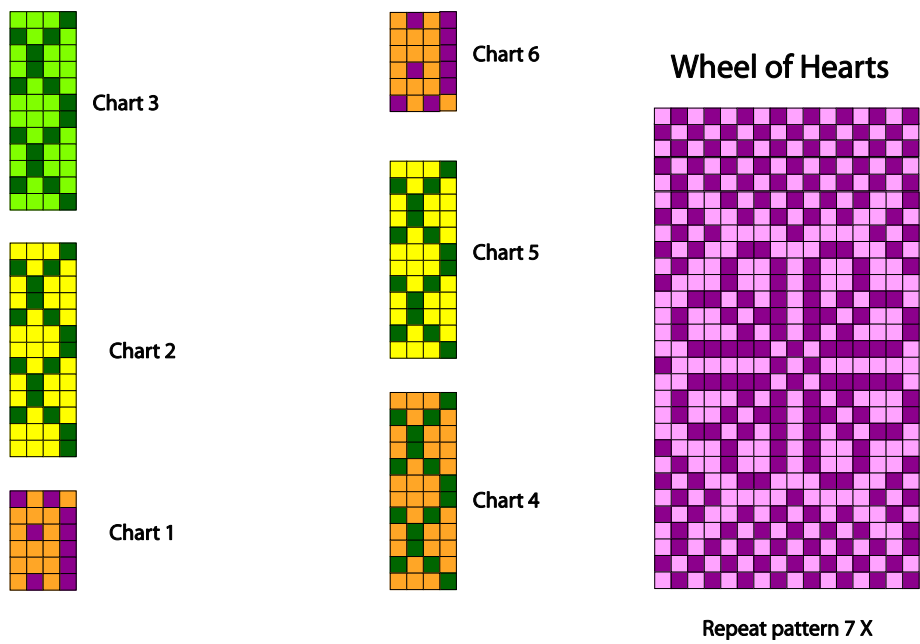 Chart 3
Chart 2
Chart 1
Chart 6
Chart 5
Chart 4
Wheel of Hearts
Repeat pattern 7 X